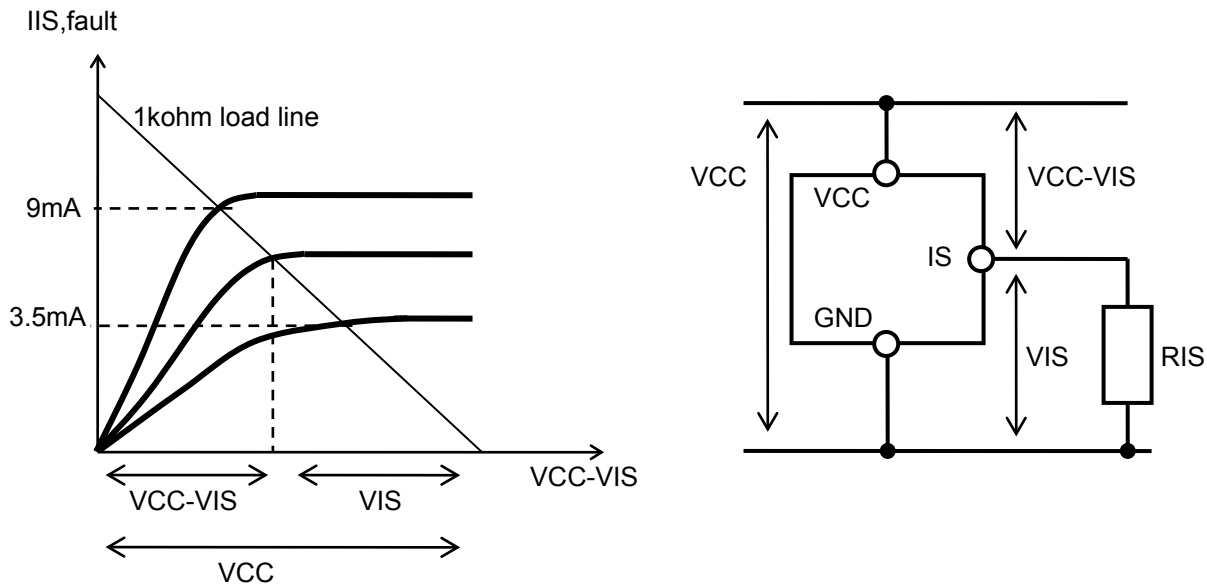 IIS,fault
1kohm load line
9mA
3.5mA
VCC-VIS
VCC-VIS
VIS
VCC
VCC
VCC
VCC-VIS
IS
GND
VIS
RIS